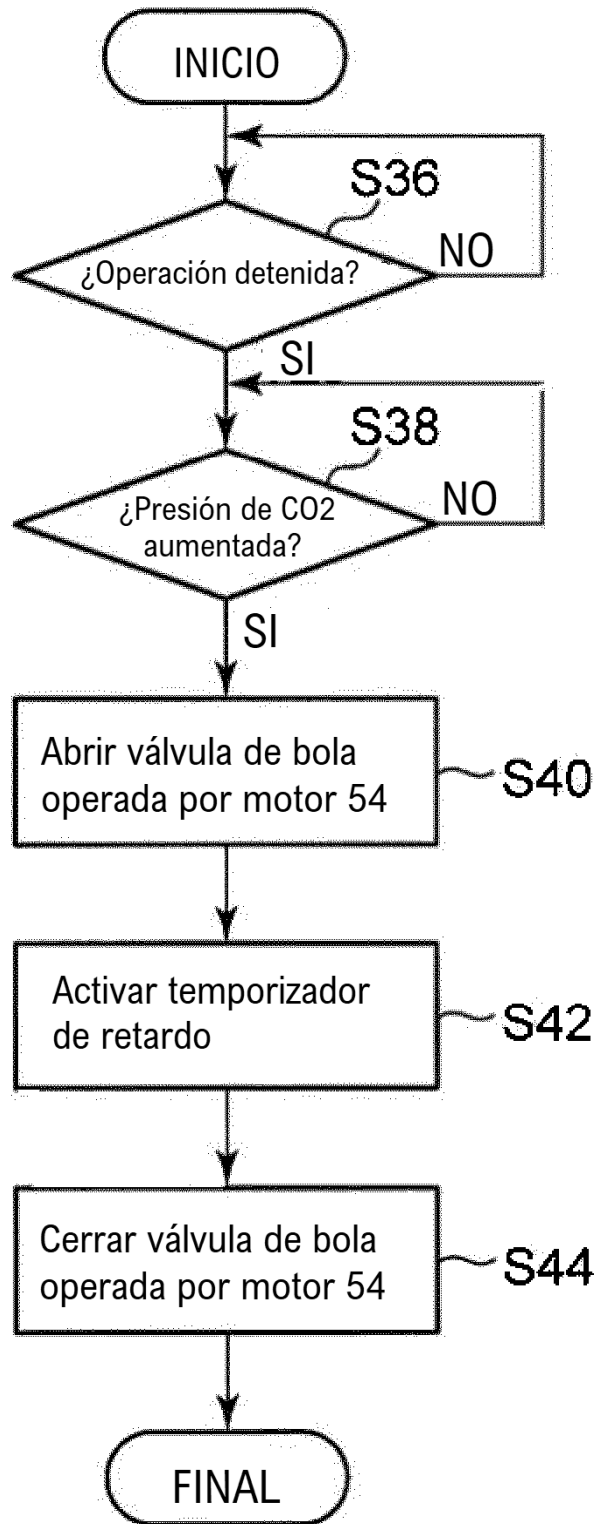 INICIO
S36
¿Operación detenida?
NO
SI
S38
¿Presión de CO2
aumentada?
NO
SI
Abrir válvula de bola
operada por motor 54
S40
Activar temporizador
de retardo
S42
Cerrar válvula de bola
operada por motor 54
S44
FINAL